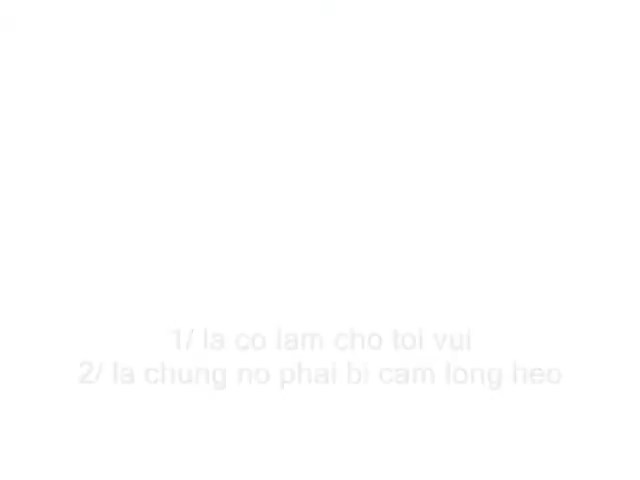 1/ la co lam cho toi vui
2/ la chung no phai bi cam long heo